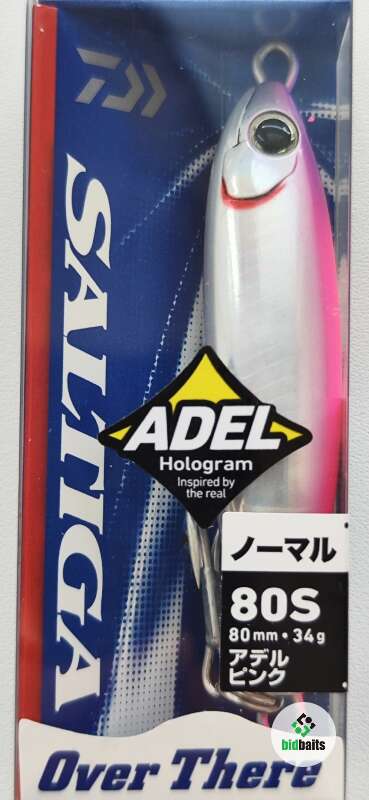 SALTIGA
ADEL
Hologram
Inspired by
the real
ノーマル
80S
80mm・34g
アデル
ピンク
bidbaits
Over There